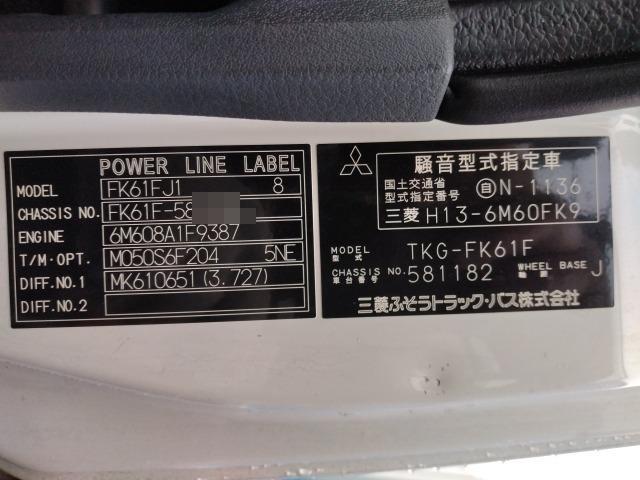 POWER LINE LABEL
MODEL FK61FJ1 8
CHASSIS NO. FK61F-58
ENGINE 6M608A1F9387
T/M·OPT. M050S6F204 5NE
DIFF.NO.1 MK610651(3.727)
DIFF.NO.2
騒音型式指定車
国土交通省
型式指定番号 自N-1136
三菱 H13-6M60FK9
MODEL
型式 TKG-FK61F
CHASSIS NO.
車台番号 581182 WHEEL BASE
軸距 J
三菱ふそうトラック・バス株式会社